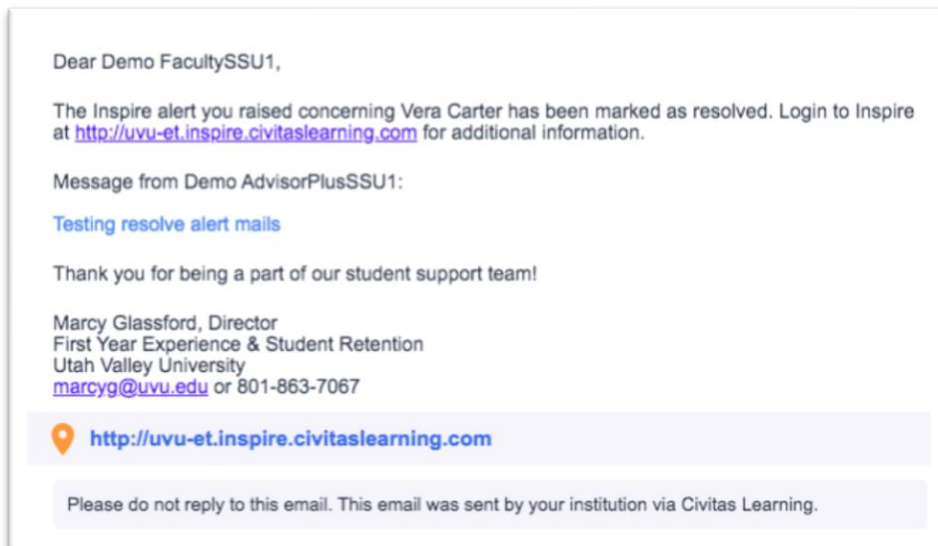 Dear Demo FacultySSU1,
The Inspire alert you raised concerning Vera Carter has been marked as resolved. Login to Inspire
at http://uvu-et.inspire.civitaslearning.com for additional information.
Message from Demo AdvisorPlusSSU1:
Testing resolve alert mails
Thank you for being a part of our student support team!
Marcy Glassford, Director
First Year Experience & Student Retention
Utah Valley University
marcyg@uvu.edu or 801-863-7067
http://uvu-et.inspire.civitaslearning.com
Please do not reply to this email. This email was sent by your institution via Civitas Learning.